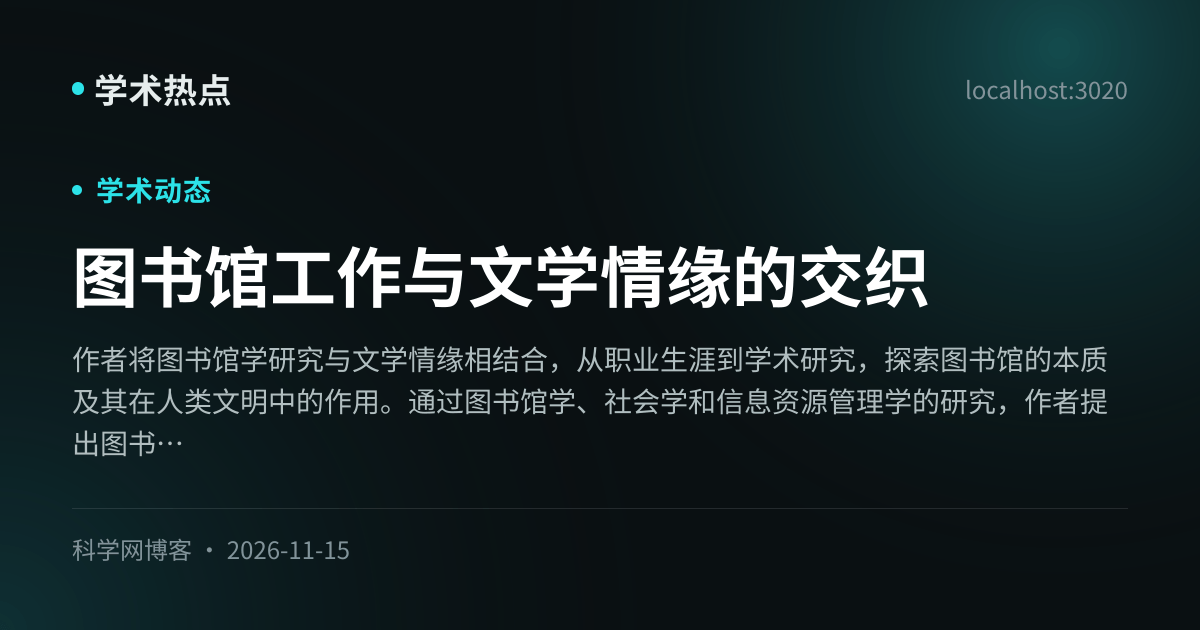 学术热点
localhost:3020
学术动态
图书馆工作与文学情缘的交织
作者将图书馆学研究与文学情缘相结合，从职业生涯到学术研究，探索图书馆的本质
及其在人类文明中的作用。通过图书馆学、社会学和信息资源管理学的研究，作者提
出图书…
科学网博客 • 2026-11-15